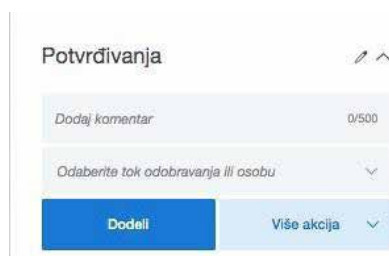 Potvrđivanja
Dodaj komentar 0/500
Odaberite tok odobravanja ili osobu
Dodeli Više akcija